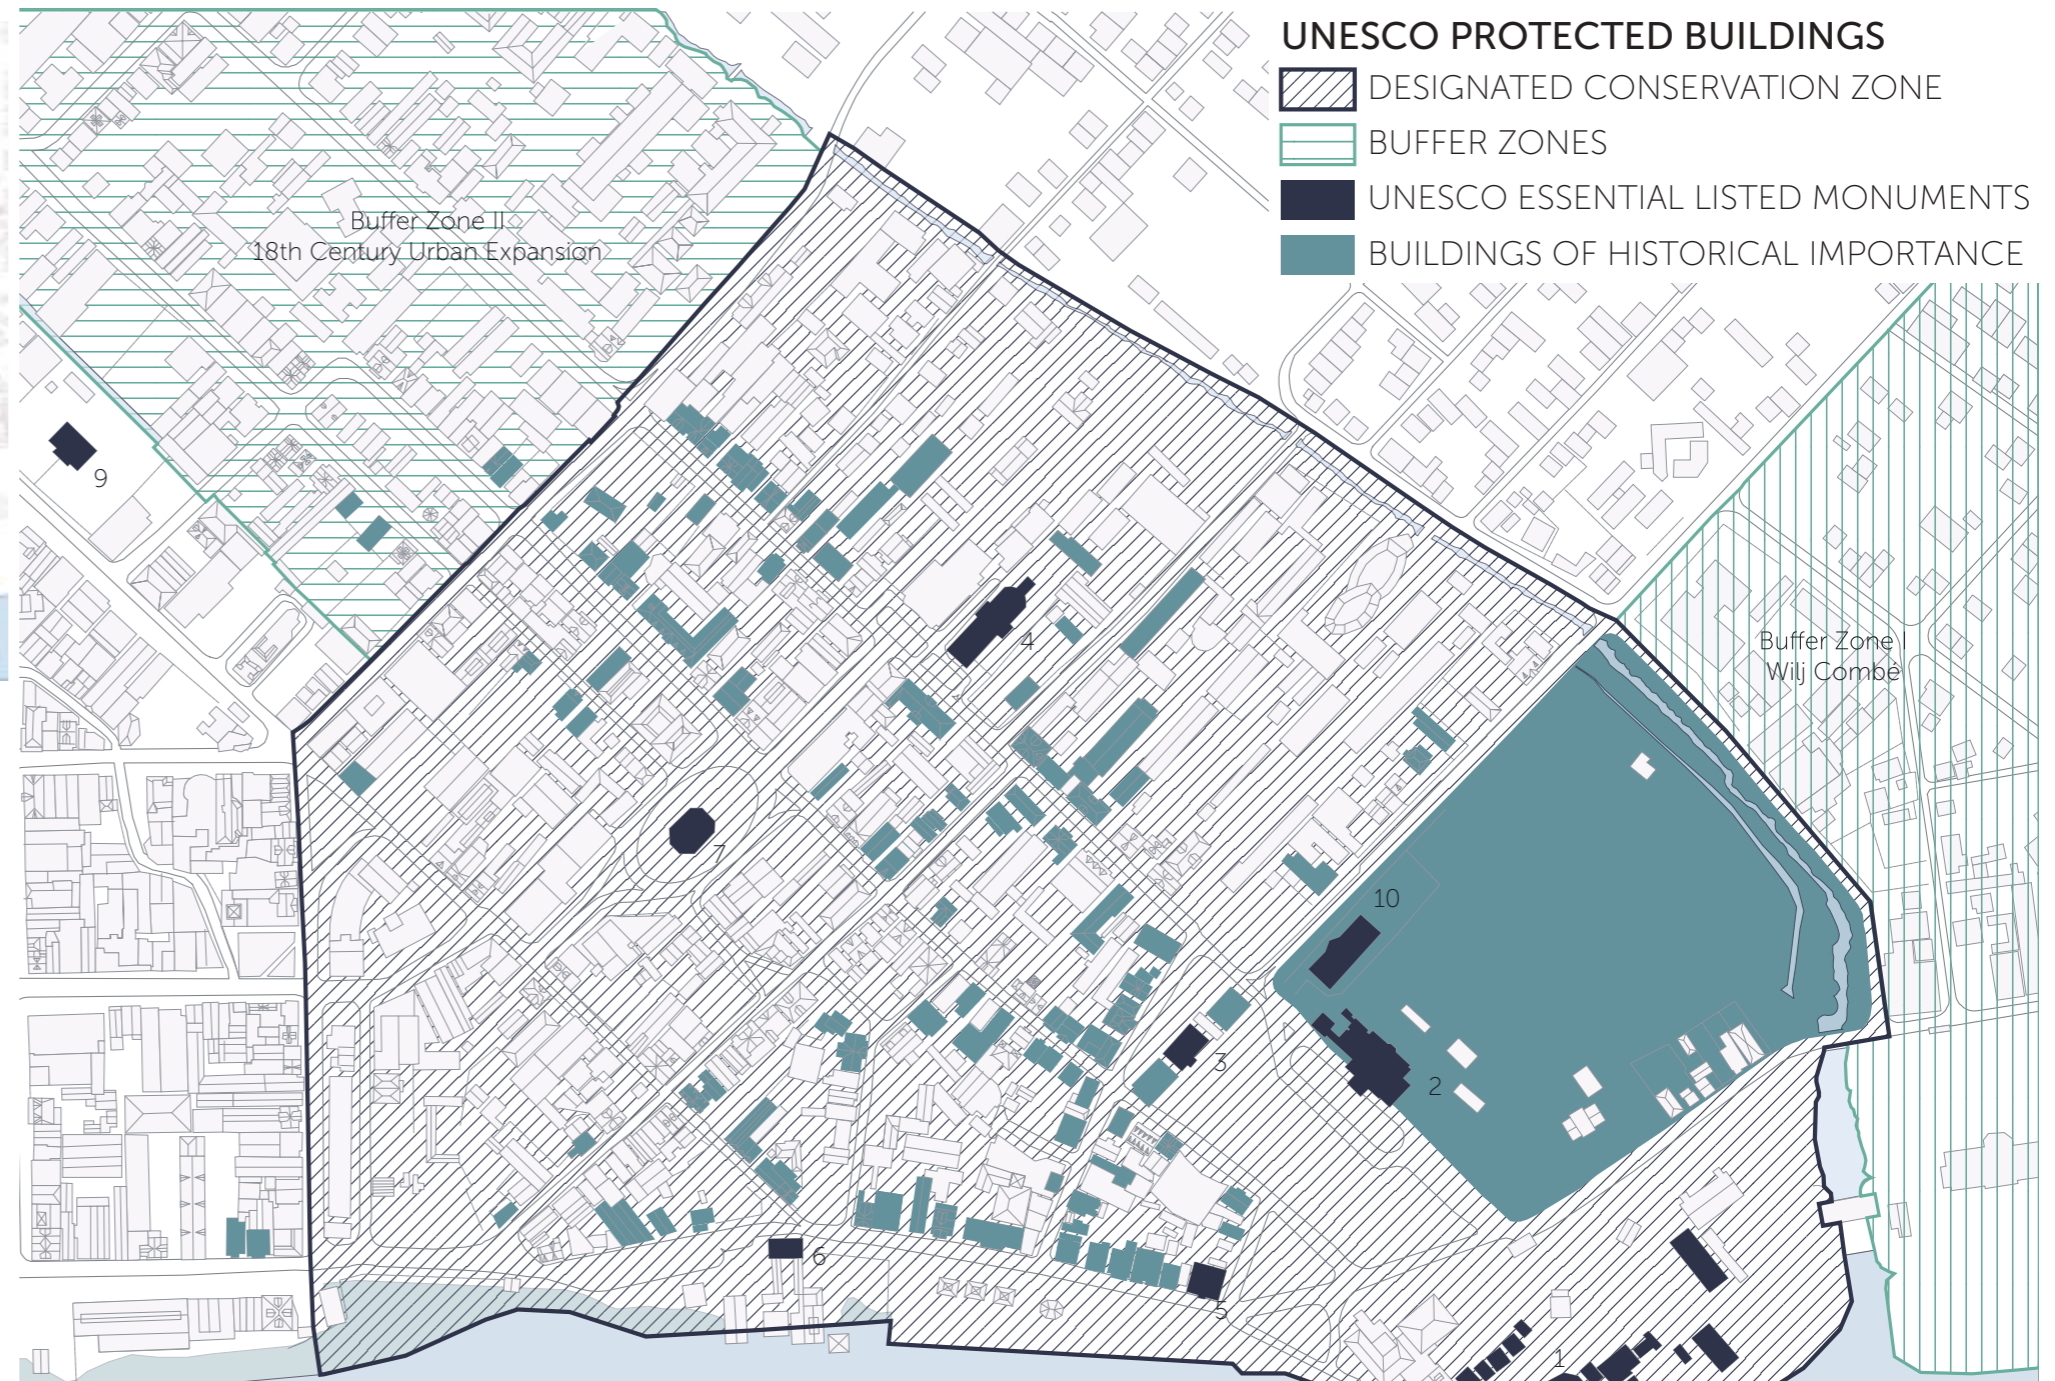 UNESCO PROTECTED BUILDINGS
DESIGNATED CONSERVATION ZONE
BUFFER ZONES
UNESCO ESSENTIAL LISTED MONUMENTS
BUILDINGS OF HISTORICAL IMPORTANCE
Buffer Zone II
18th Century Urban Expansion
9
4
Buffer Zone I
Wilj Combé
7
10
3
2
6
5
1